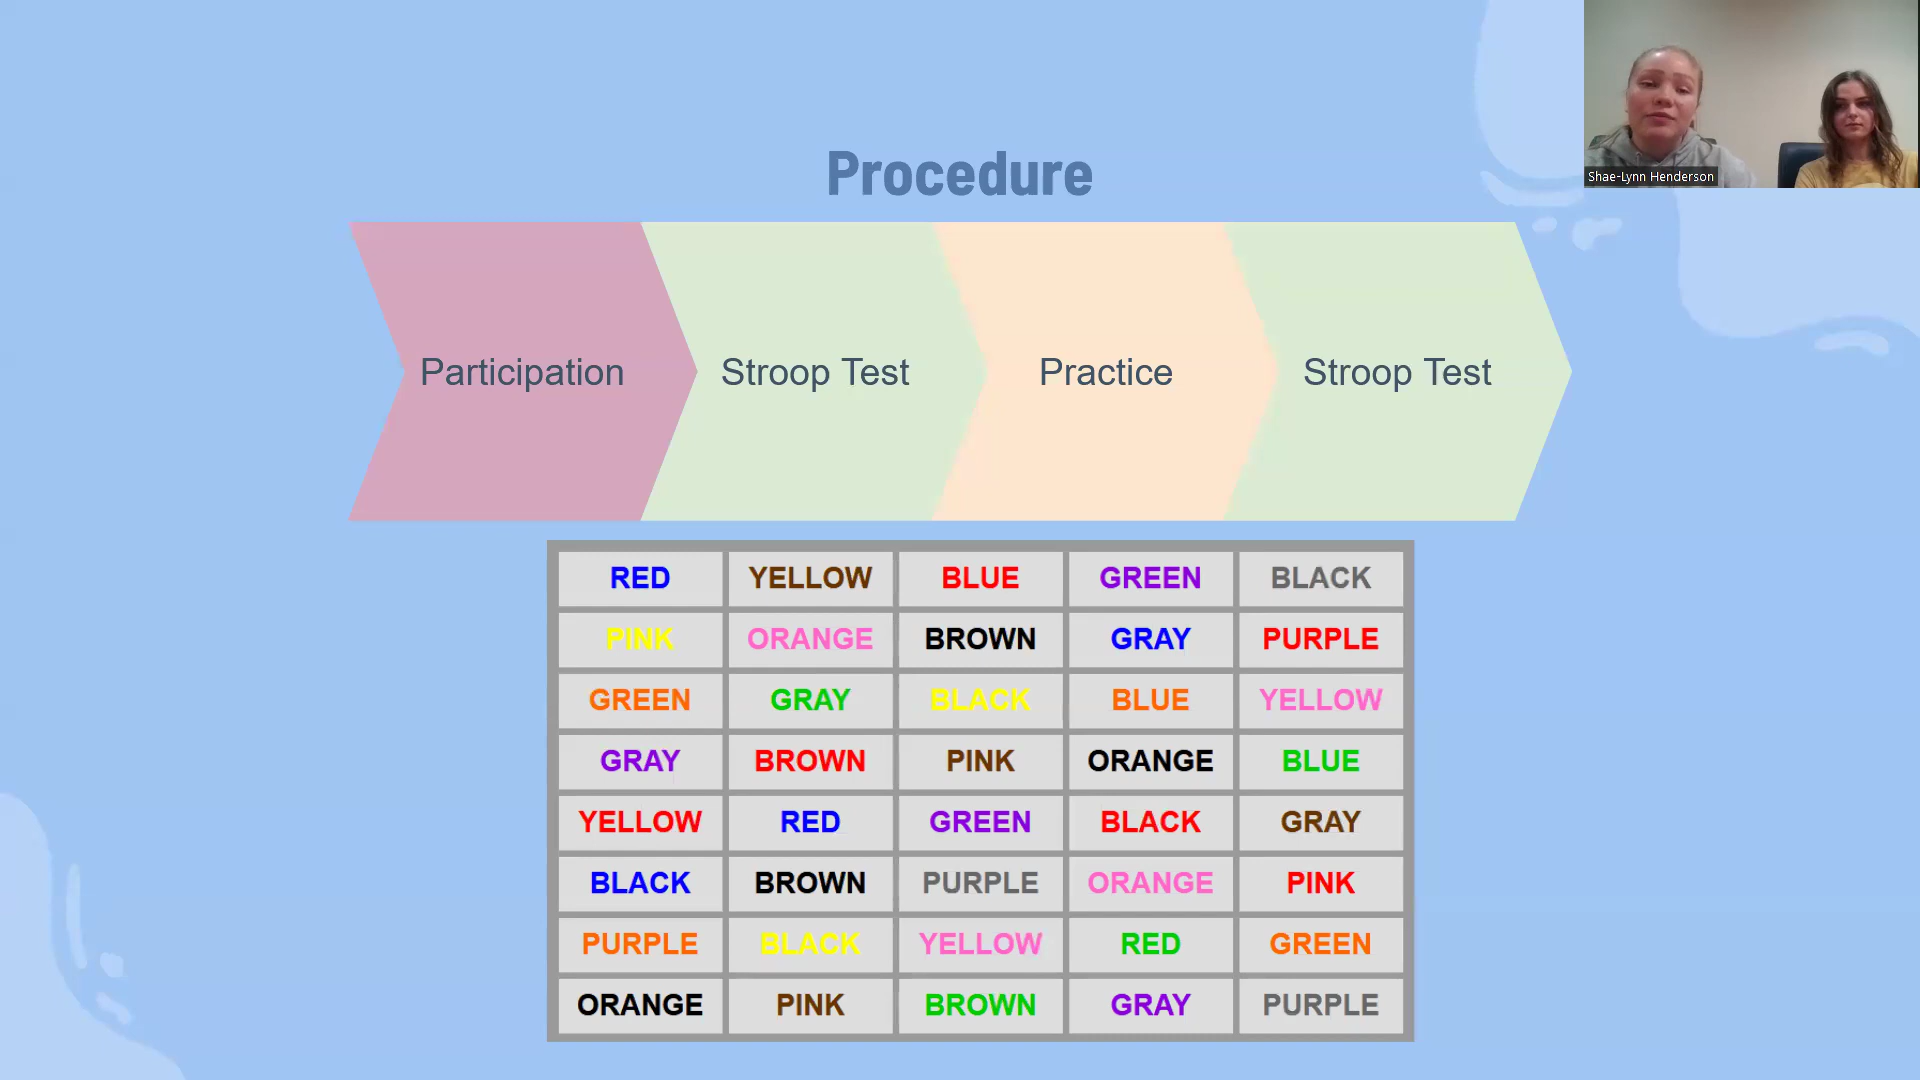 Shae-Lynn Henderson
Procedure
Participation Stroop Test Practice Stroop Test
RED YELLOW BLUE GREEN BLACK
PINK ORANGE BROWN GRAY PURPLE
GREEN GRAY BLACK BLUE YELLOW
GRAY BROWN PINK ORANGE BLUE
YELLOW RED GREEN BLACK GRAY
BLACK BROWN PURPLE ORANGE PINK
PURPLE BLACK YELLOW RED GREEN
ORANGE PINK BROWN GRAY PURPLE